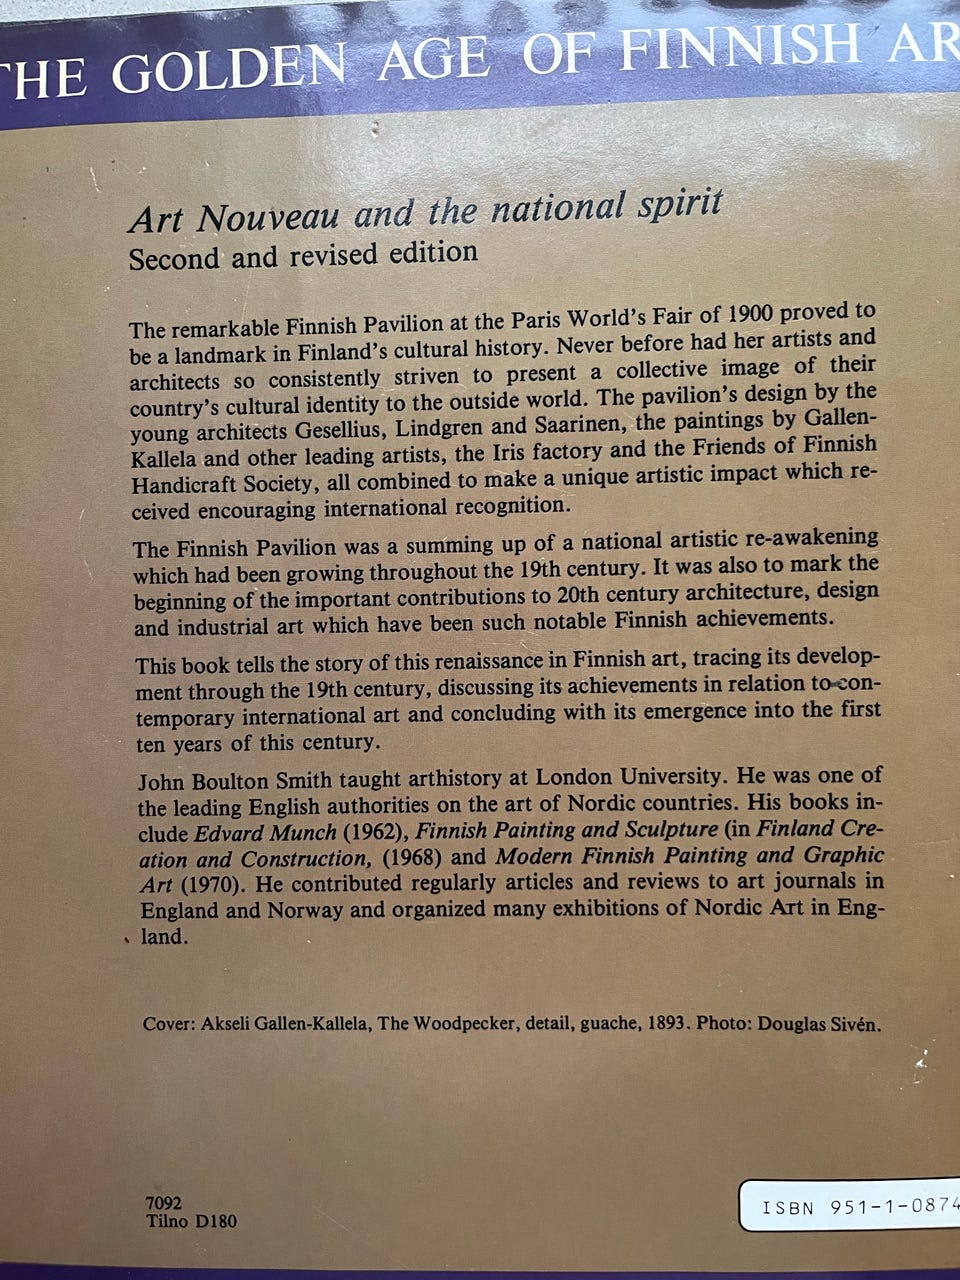 THE GOLDEN AGE OF FINNISH AR
Art Nouveau and the national spirit
Second and revised edition
The remarkable Finnish Pavilion at the Paris World's Fair of 1900 proved to
be a landmark in Finland's cultural history. Never before had her artists and
architects so consistently striven to present a collective image of their
country's cultural identity to the outside world. The pavilion's design by the
young architects Gesellius, Lindgren and Saarinen, the paintings by Gallen-
Kallela and other leading artists, the Iris factory and the Friends of Finnish
Handicraft Society, all combined to make a unique artistic impact which re-
ceived encouraging international recognition.
The Finnish Pavilion was a summing up of a national artistic re-awakening
which had been growing throughout the 19th century. It was also to mark the
beginning of the important contributions to 20th century architecture, design
and industrial art which have been such notable Finnish achievements.
This book tells the story of this renaissance in Finnish art, tracing its develop-
ment through the 19th century, discussing its achievements in relation to con-
temporary international art and concluding with its emergence into the first
ten years of this century.
John Boulton Smith taught arthistory at London University. He was one of
the leading English authorities on the art of Nordic countries. His books in-
clude Edvard Munch (1962), Finnish Painting and Sculpture (in Finland Cre-
ation and Construction, (1968) and Modern Finnish Painting and Graphic
Art (1970). He contributed regularly articles and reviews to art journals in
England and Norway and organized many exhibitions of Nordic Art in Eng-
land.
Cover: Akseli Gallen-Kallela, The Woodpecker, detail, guache, 1893. Photo: Douglas Sivén.
7092
Tilno D180
ISBN 951-1-0874